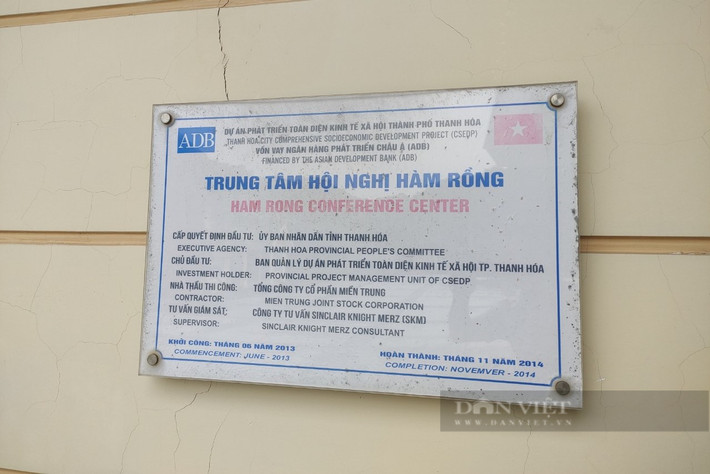 ADB
DỰ ÁN PHÁT TRIỂN TOÀN DIỆN KINH TẾ XÃ HỘI THÀNH PHỐ THANH HÓA
THANH HOA CITY COMPREHENSIVE SOCIOECONOMIC DEVELOPMENT PROJECT (CSEDP)
VỐN VAY NGÂN HÀNG PHÁT TRIỂN CHÂU Á (ADB)
FINANCED BY THE ASIAN DEVELOPMENT BANK (ADB)
TRUNG TÂM HỘI NGHỊ HÀM RỒNG
HAM RONG CONFERENCE CENTER
CẤP QUYẾT ĐỊNH ĐẦU TƯ: ỦY BAN NHÂN DÂN TỈNH THANH HÓA
EXECUTIVE AGENCY: THANH HOA PROVINCIAL PEOPLE'S COMMITTEE
CHỦ ĐẦU TƯ: BAN QUẢN LÝ DỰ ÁN PHÁT TRIỂN TOÀN DIỆN KINH TẾ XÃ HỘI TP. THANH HÓA
INVESTMENT HOLDER: PROVINCIAL PROJECT MANAGEMENT UNIT OF CSEDP
NHÀ THẦU THI CÔNG: TỔNG CÔNG TY CỔ PHẦN MIỀN TRUNG
CONTRACTOR: MIEN TRUNG JOINT STOCK CORPORATION
TƯ VẤN GIÁM SÁT: CÔNG TY TƯ VẤN SINCLAIR KNIGHT MERZ (SKM)
SUPERVISOR: SINCLAIR KNIGHT MERZ CONSULTANT
KHỞI CÔNG: THÁNG 06 NĂM 2013 HOÀN THÀNH: THÁNG 11 NĂM 2014
COMMENCEMENT: JUNE - 2013 COMPLETION: NOVEMVER - 2014
DÂN VIỆT
WWW.DANVIET.VN